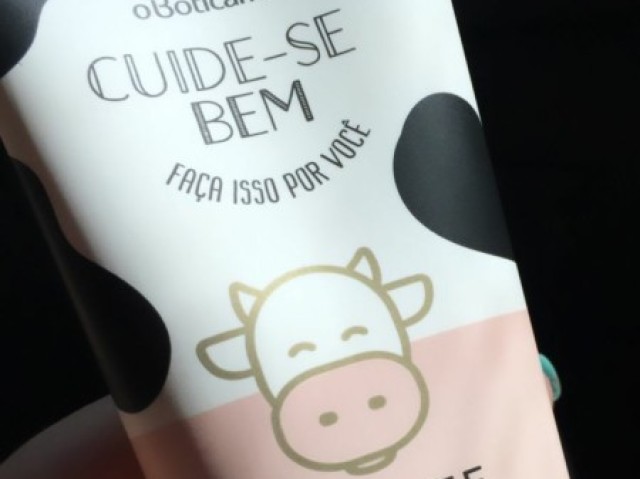 CUIDE-SE
BEM
FAÇA ISSO POR VOCÊ